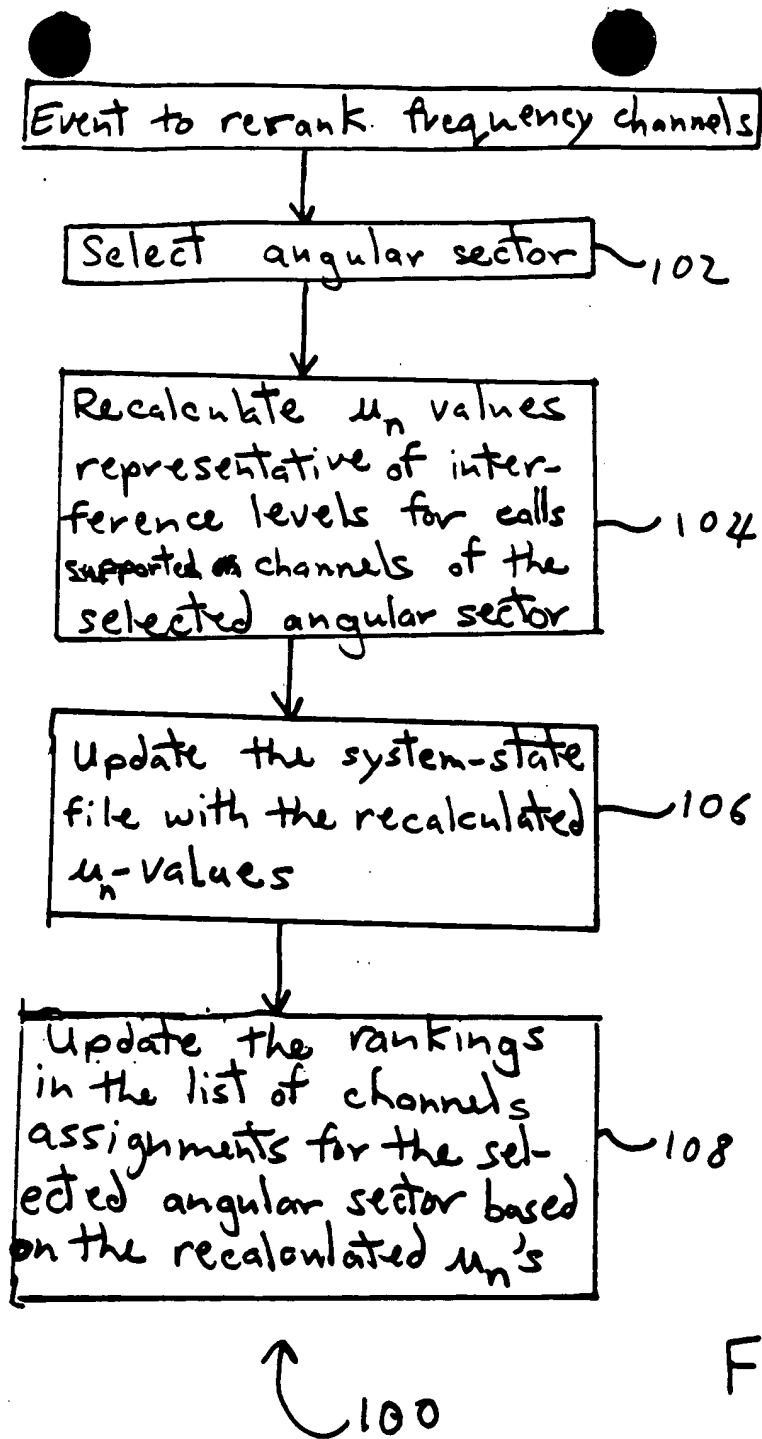 Event to rerank frequency channels
Select angular sector
102
Recalculate μn values
representative of inter-
ference levels for calls
supported on channels of the
selected angular sector
104
Update the system-state
file with the recalculated
μn-values
106
Update the rankings
in the list of channels
assignments for the sel-
ected angular sector based
on the recalculated μn's
108
100
F